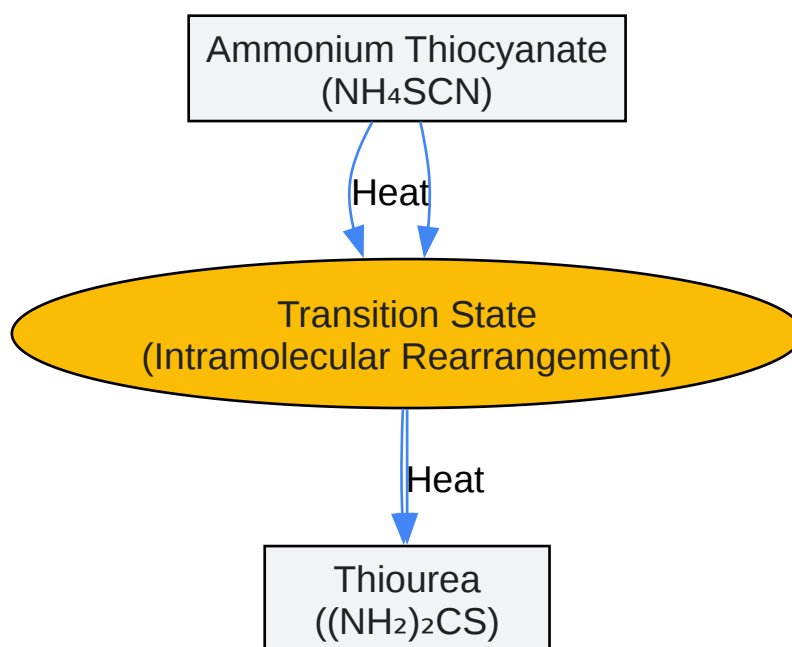 Ammonium Thiocyanate
(NH₄SCN)
Heat
Transition State
(Intramolecular Rearrangement)
Heat
Thiourea
((NH₂)₂CS)